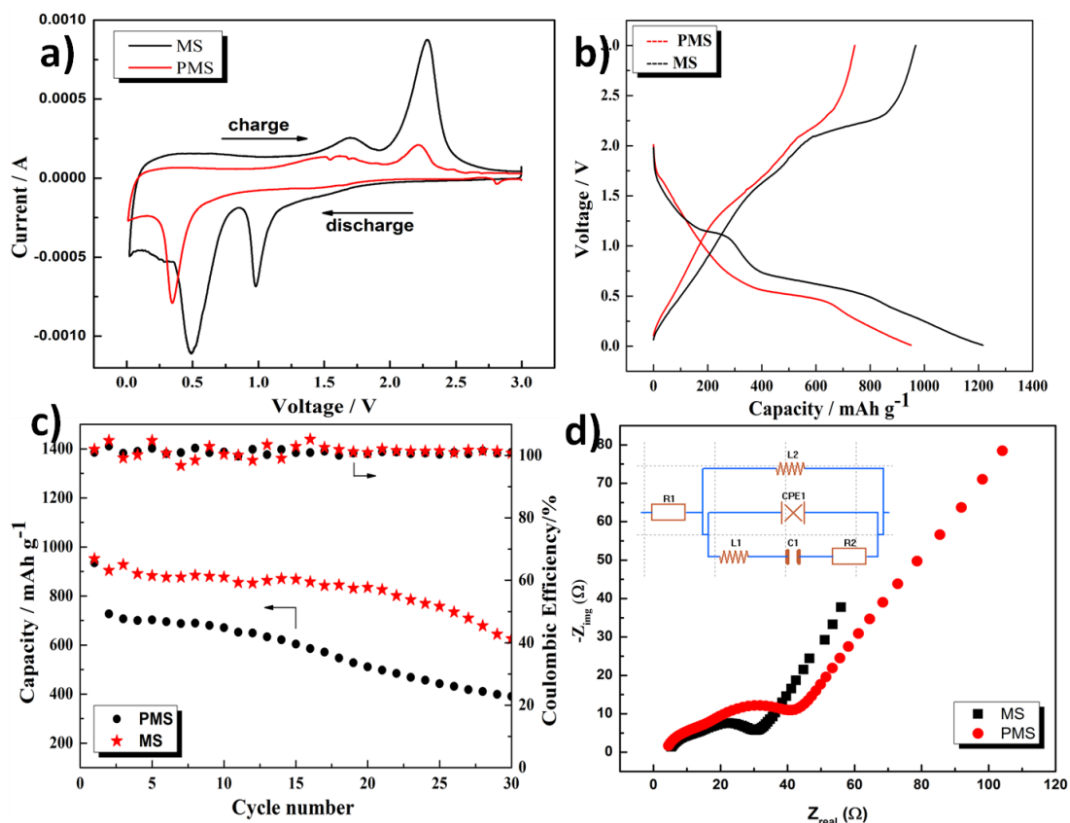 a)
MS
PMS
charge
discharge
0.0010
0.0005
0.0000
-0.0005
-0.0010
Current / A
0.0 0.5 1.0 1.5 2.0 2.5 3.0
Voltage / V
b)
PMS
MS
3.0
2.5
2.0
1.5
1.0
0.5
0.0
Voltage / V
0 200 400 600 800 1000 1200 1400
Capacity / mAh g-1
c)
1400
1200
1000
800
600
400
200
Capacity / mAh g-1
100
80
60
40
20
0
Coulombic Efficiency/%
PMS
MS
0 5 10 15 20 25 30
Cycle number
d)
L2
R1
CPE1
L1
C1
R2
MS
PMS
80
70
60
50
40
30
20
10
0
-Zimg (Ω)
0 20 40 60 80 100 120
Zreal (Ω)